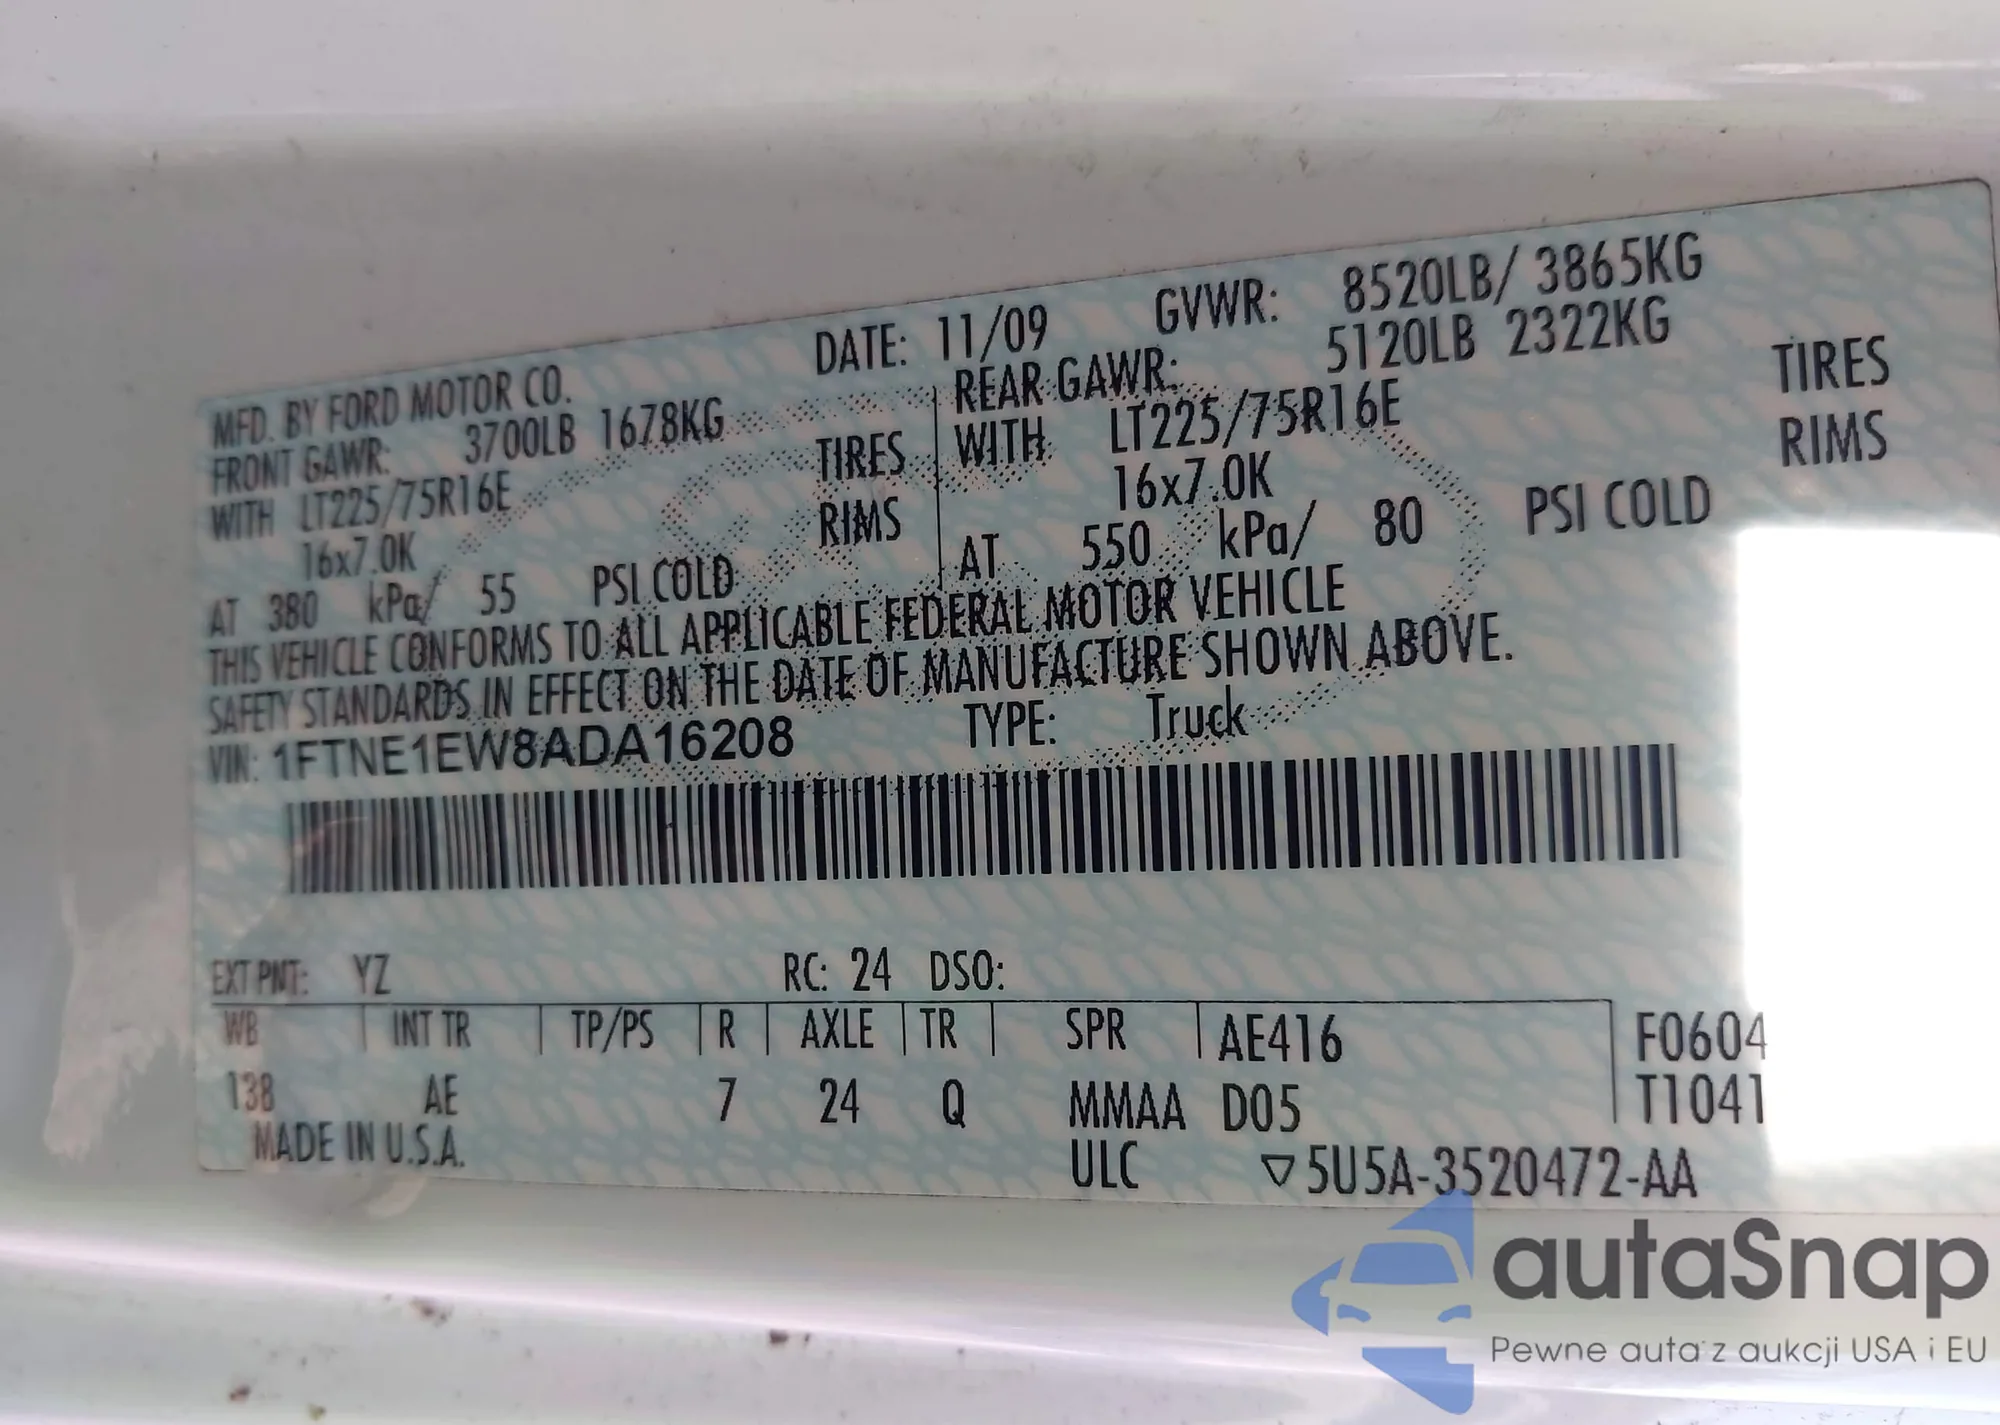 MFD. BY FORD MOTOR CO. DATE: 11/09 GVWR: 8520LB/ 3865KG
FRONT GAWR: 3700LB 1678KG REAR GAWR: 5120LB 2322KG
WITH LT225/75R16E TIRES WITH LT225/75R16E TIRES
16x7.0K RIMS 16x7.0K RIMS
AT 380 kPa/ 55 PSI COLD AT 550 kPa/ 80 PSI COLD
THIS VEHICLE CONFORMS TO ALL APPLICABLE FEDERAL MOTOR VEHICLE
SAFETY STANDARDS IN EFFECT ON THE DATE OF MANUFACTURE SHOWN ABOVE.
VIN: 1FTNE1EW8ADA16208 TYPE: Truck
EXT PNT: YZ RC: 24 DSO:
WB INT TR TP/PS R AXLE TR SPR AE416 F0604
138 AE 7 24 Q MMAA D05 T1041
MADE IN U.S.A. ULC ▽5U5A-3520472-AA
autaSnap
Pewne auta z aukcji USA i EU